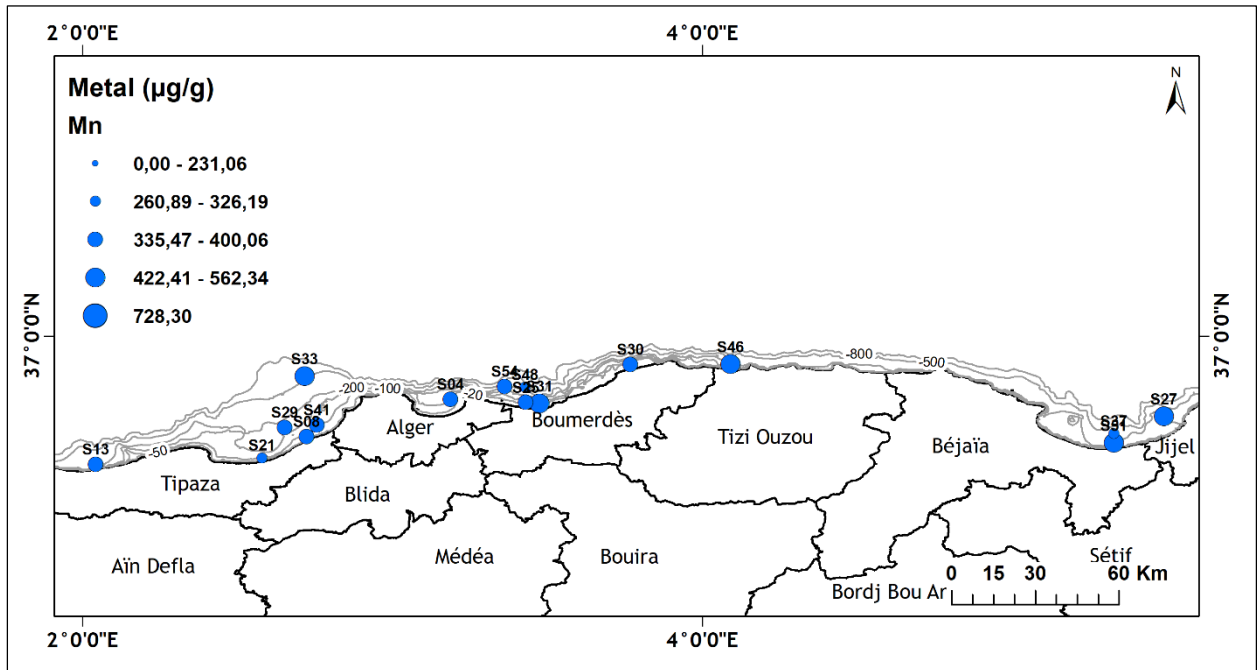 2°0'0"E
4°0'0"E
Metal (µg/g)
Mn
0,00 - 231,06
260,89 - 326,19
335,47 - 400,06
422,41 - 562,34
728,30
N
37°0'0"N
37°0'0"N
S33
S54
S48
S30
S46
-800
-500
-200
-100
S04
-20
S31
S29
S41
S08
S27
S13
-50
S21
Alger
Boumerdès
Tizi Ouzou
Béjaïa
Jijel
Tipaza
Blida
Aïn Defla
Médéa
Bouira
Sétif
Bordj Bou Ar
0 15 30 60 Km
2°0'0"E
4°0'0"E